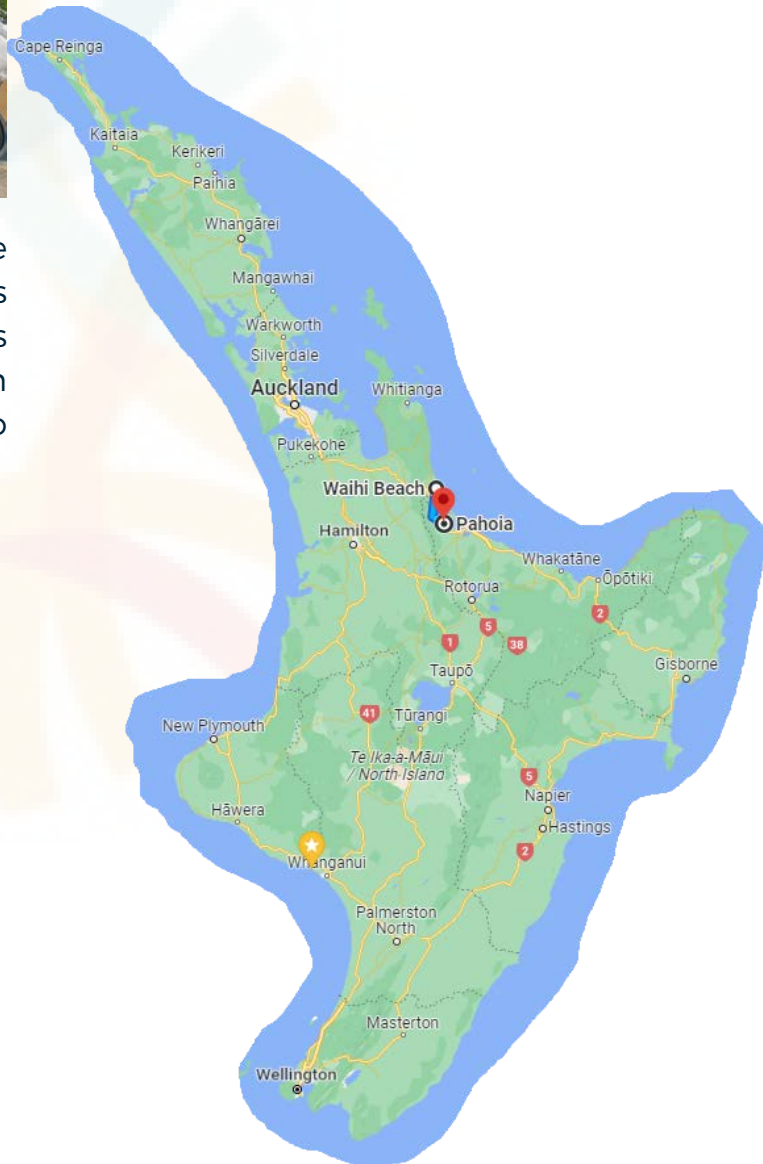 Cape Reinga
Kaitaia
Kerikeri
Paihia
Whangārei
e
s
Mangawhai
s
Warkworth
Silverdale
n
Auckland
Whitianga
o
Pukekohe
Waihi Beach
Pahoia
Hamilton
Whakatāne
Ōpōtiki
Rotorua
2
5
1
38
Gisborne
Taupō
41
Tūrangi
New Plymouth
Te Ika-a-Māui
/ North Island
5
Napier
Hāwera
Hastings
2
Whanganui
Palmerston
North
Masterton
Wellington